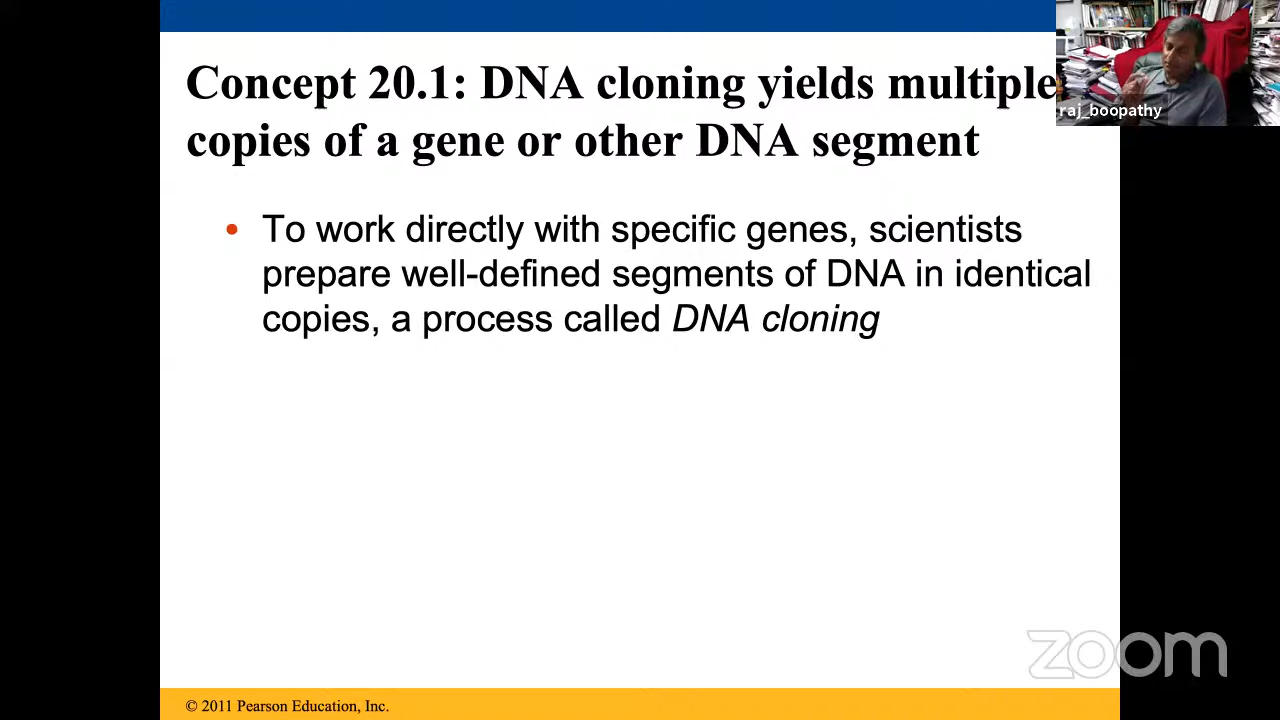 Concept 20.1: DNA cloning yields multiple
copies of a gene or other DNA segment
raj_boopathy
• To work directly with specific genes, scientists
prepare well-defined segments of DNA in identical
copies, a process called DNA cloning
zoom
© 2011 Pearson Education, Inc.